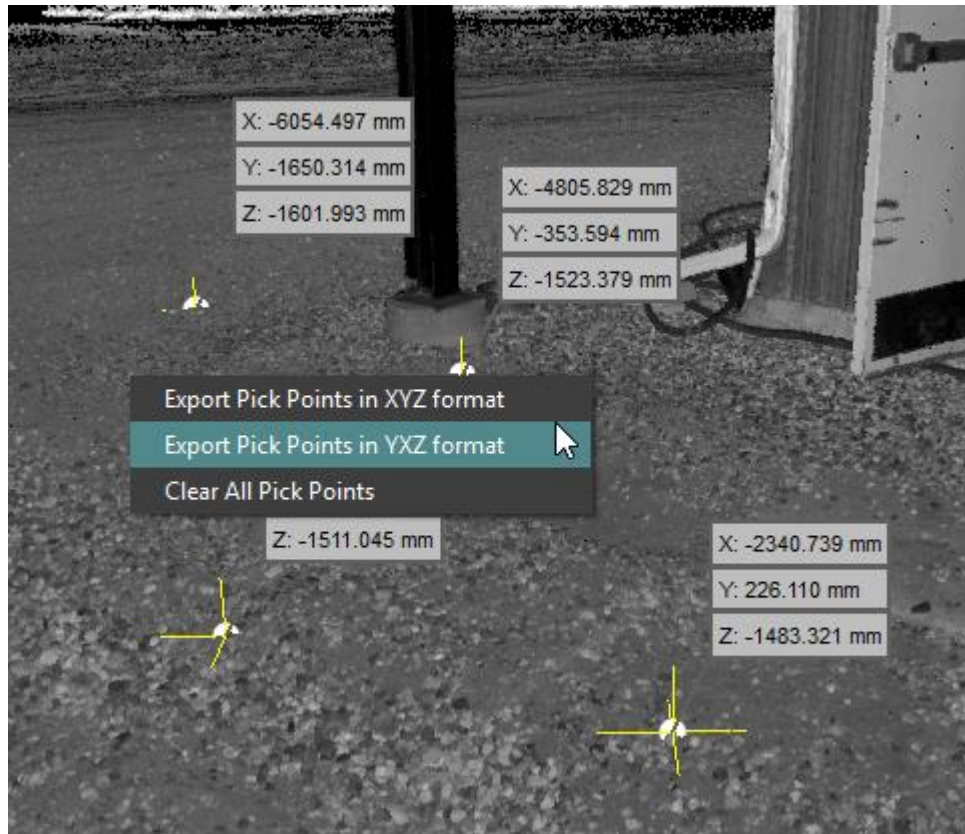 X: -6054.497 mm
Y: -1650.314 mm
Z: -1601.993 mm
X: -4805.829 mm
Y: -353.594 mm
Z: -1523.379 mm
Export Pick Points in XYZ format
Export Pick Points in YXZ format
Clear All Pick Points
Z: -1511.045 mm
X: -2340.739 mm
Y: 226.110 mm
Z: -1483.321 mm